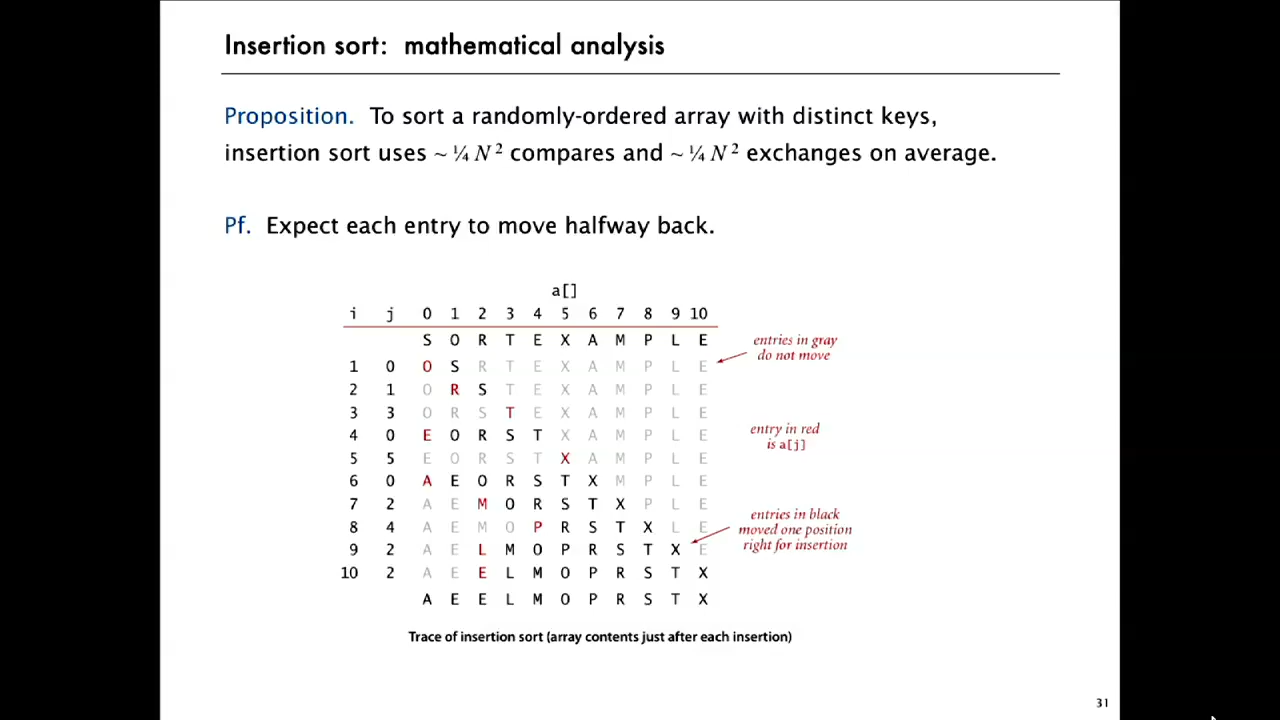 Insertion sort: mathematical analysis
Proposition. To sort a randomly-ordered array with distinct keys,
insertion sort uses ~ ¼ N² compares and ~ ¼ N² exchanges on average.
Pf. Expect each entry to move halfway back.
a[]
i j 0 1 2 3 4 5 6 7 8 9 10
S O R T E X A M P L E
1 0 O S R T E X A M P L E
2 1 O R S T E X A M P L E
3 3 O R S T E X A M P L E
4 0 E O R S T X A M P L E
5 5 E O R S T X A M P L E
6 0 A E O R S T X M P L E
7 2 A E M O R S T X P L E
8 4 A E M O P R S T X L E
9 2 A E L M O P R S T X E
10 2 A E E L M O P R S T X
A E E L M O P R S T X
entries in gray
do not move
entry in red
is a[j]
entries in black
moved one position
right for insertion
Trace of insertion sort (array contents just after each insertion)
31